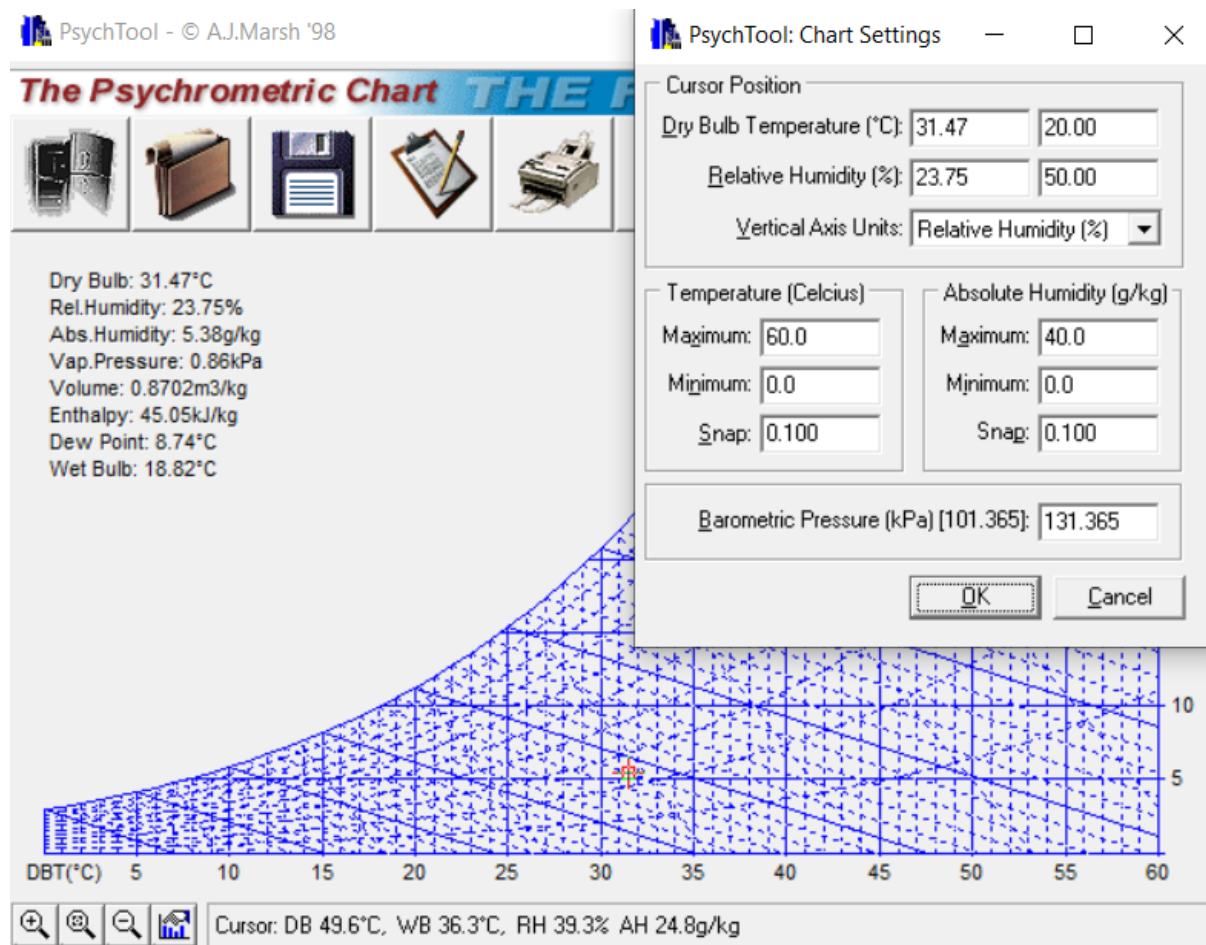 PsychTool - © A.J.Marsh '98
The Psychrometric Chart THE
Dry Bulb: 31.47°C
Rel.Humidity: 23.75%
Abs.Humidity: 5.38g/kg
Vap.Pressure: 0.86kPa
Volume: 0.8702m3/kg
Enthalpy: 45.05kJ/kg
Dew Point: 8.74°C
Wet Bulb: 18.82°C
PsychTool: Chart Settings
Cursor Position
Dry Bulb Temperature (°C): 31.47 20.00
Relative Humidity (%): 23.75 50.00
Vertical Axis Units: Relative Humidity (%)
Temperature (Celcius)
Maximum: 60.0
Minimum: 0.0
Snap: 0.100
Absolute Humidity (g/kg)
Maximum: 40.0
Minimum: 0.0
Snap: 0.100
Barometric Pressure (kPa) [101.365]: 131.365
OK Cancel
10
5
DBT(°C) 5 10 15 20 25 30 35 40 45 50 55 60
Cursor: DB 49.6°C, WB 36.3°C, RH 39.3% AH 24.8g/kg